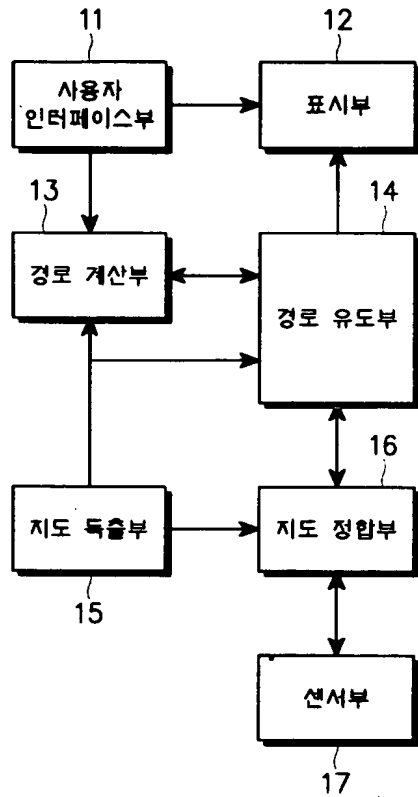 11
12
사용자
인터페이스부
표시부
13
14
경로 계산부
경로 유도부
16
지도 독출부
지도 정합부
15
센서부
17